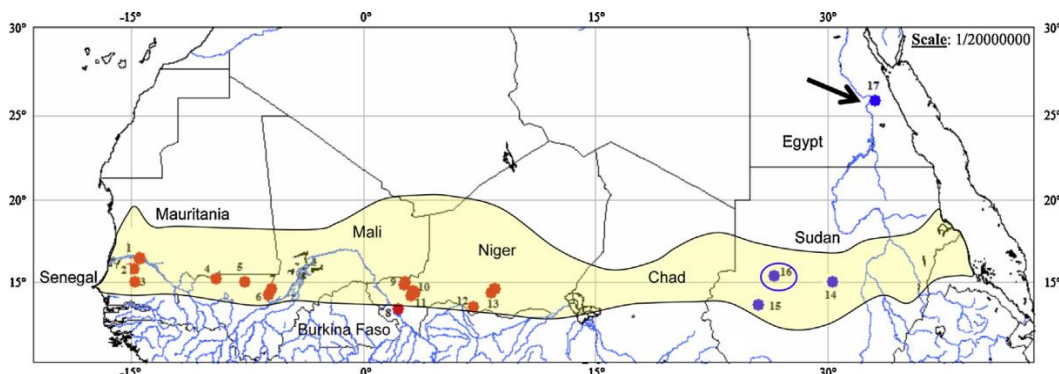 -15° 0° 15° 30°
30° 30°
Scale: 1/20000000
17
25° 25°
Egypt
20° 20°
Mauritania
Mali
Sudan
1
Niger
2
Senegal 3 4 5 Chad 16
15° 15°
7 9 10 14
6 11 12 13 15
8
Burkina Faso
10° 10°
-15° 0° 15° 30°